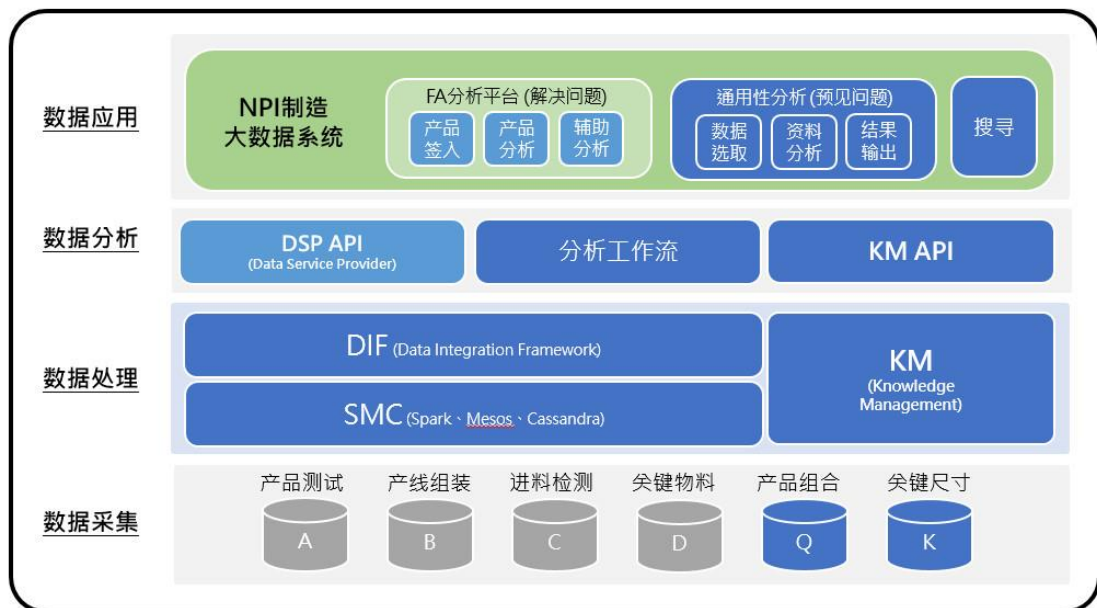 数据应用
NPI制造
大数据系统
FA分析平台 (解决问题)
产品
签入
产品
分析
辅助
分析
通用性分析 (预见问题)
数据
选取
资料
分析
结果
输出
搜寻
数据分析
DSP API
(Data Service Provider)
分析工作流
KM API
数据处理
DIF (Data Integration Framework)
SMC (Spark、Mesos、Cassandra)
KM
(Knowledge
Management)
数据采集
产品测试
产线组装
进料检测
关键物料
产品组合
关键尺寸
A
B
C
D
Q
K